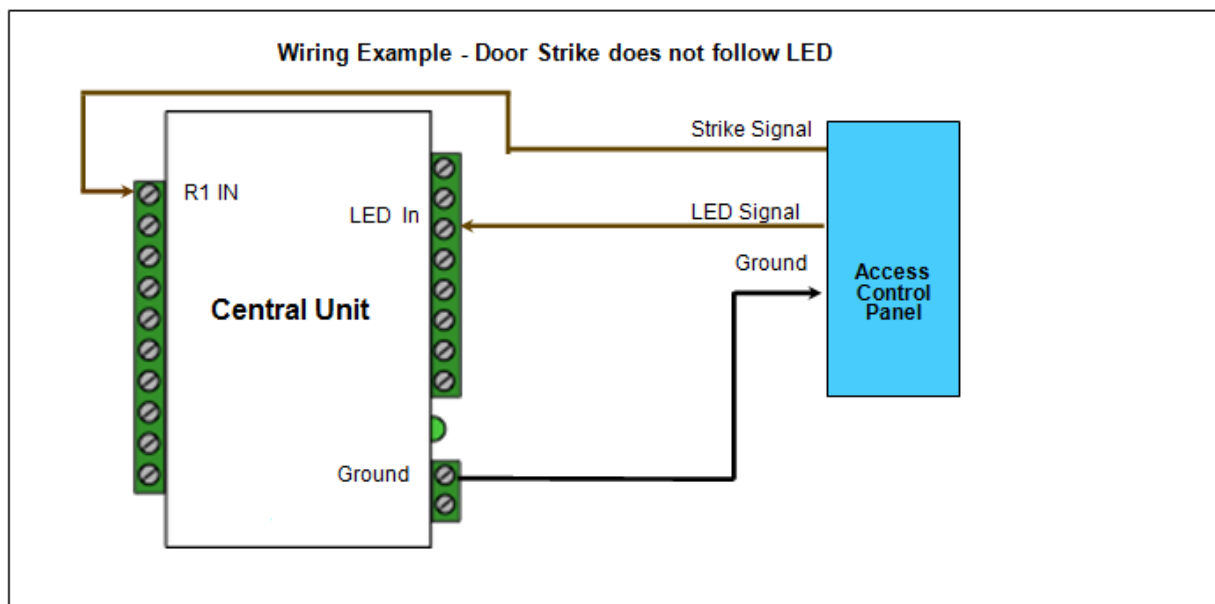 Wiring Example - Door Strike does not follow LED
Strike Signal
R1 IN
LED In
LED Signal
Ground
Access
Control
Panel
Central Unit
Ground